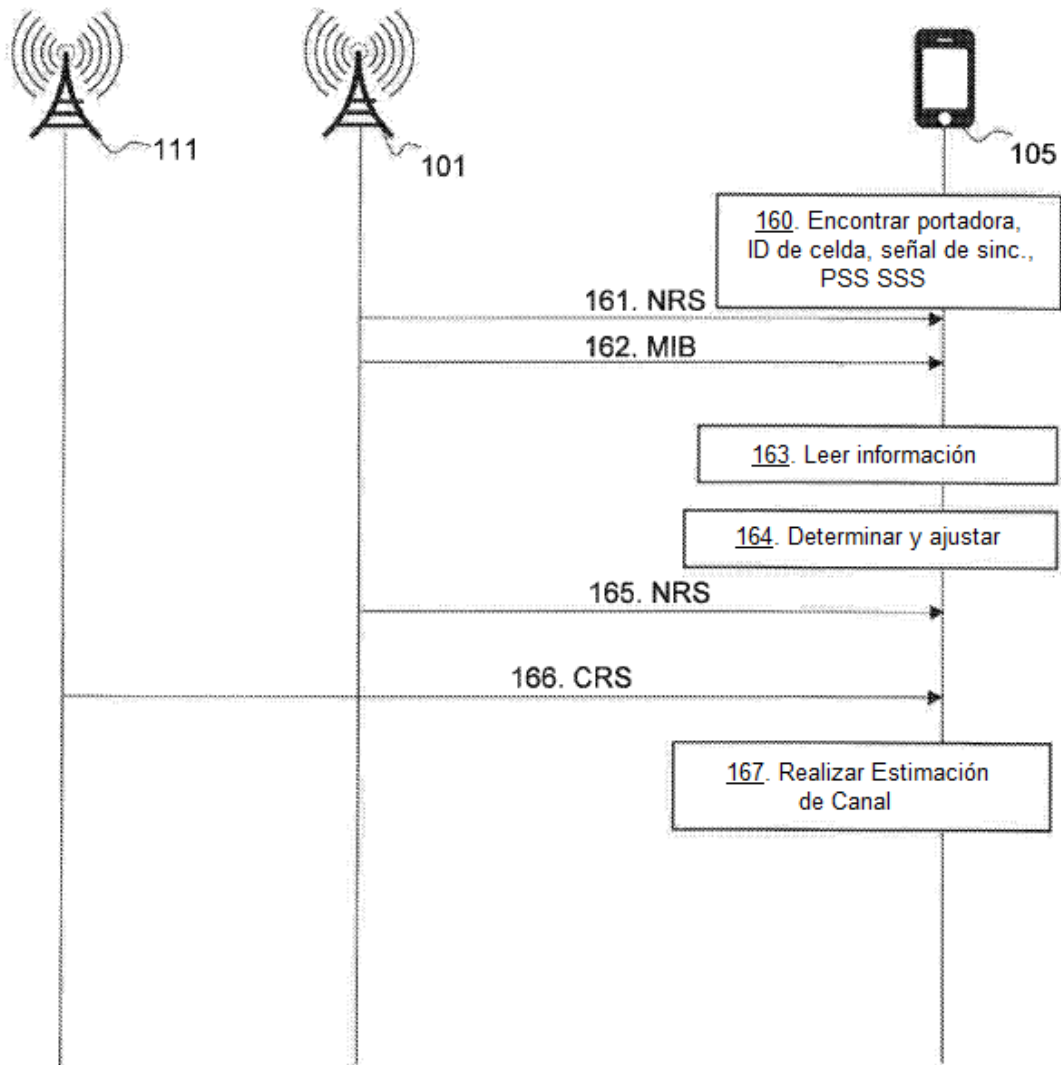 111
101
105
160. Encontrar portadora,
ID de celda, señal de sinc.,
PSS SSS
161. NRS
162. MIB
163. Leer información
164. Determinar y ajustar
165. NRS
166. CRS
167. Realizar Estimación
de Canal